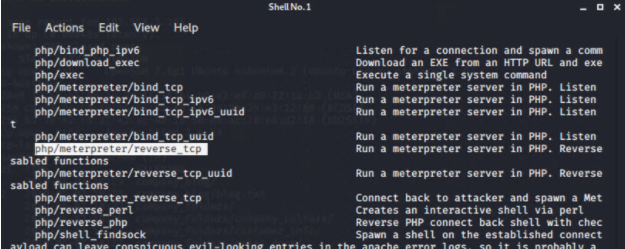 Shell No. 1
File Actions Edit View Help
php/bind_php_ipv6 Listen for a connection and spawn a comm
php/download_exec Download an EXE from an HTTP URL and exe
php/exec Execute a single system command
php/meterpreter/bind_tcp Run a meterpreter server in PHP. Listen
php/meterpreter/bind_tcp_ipv6 Run a meterpreter server in PHP. Listen
php/meterpreter/bind_tcp_ipv6_uuid Run a meterpreter server in PHP. Listen
t
php/meterpreter/bind_tcp_uuid Run a meterpreter server in PHP. Listen
php/meterpreter/reverse_tcp Run a meterpreter server in PHP. Reverse
sabled functions
php/meterpreter/reverse_tcp_uuid Run a meterpreter server in PHP. Reverse
sabled functions
php/meterpreter_reverse_tcp Connect back to attacker and spawn a Met
php/reverse_perl Creates an interactive shell via perl
php/reverse_php Reverse PHP connect back shell with chec
php/shell_findsock Spawn a shell on the established connect
ayload can leave conspicuous evil-looking entries in the apache error logs, so it is probably a